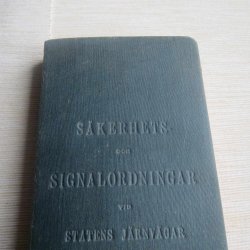 SÄKERHETS-
OCH
SIGNALORDNINGAR
VID
STATENS JÄRNVÄGAR